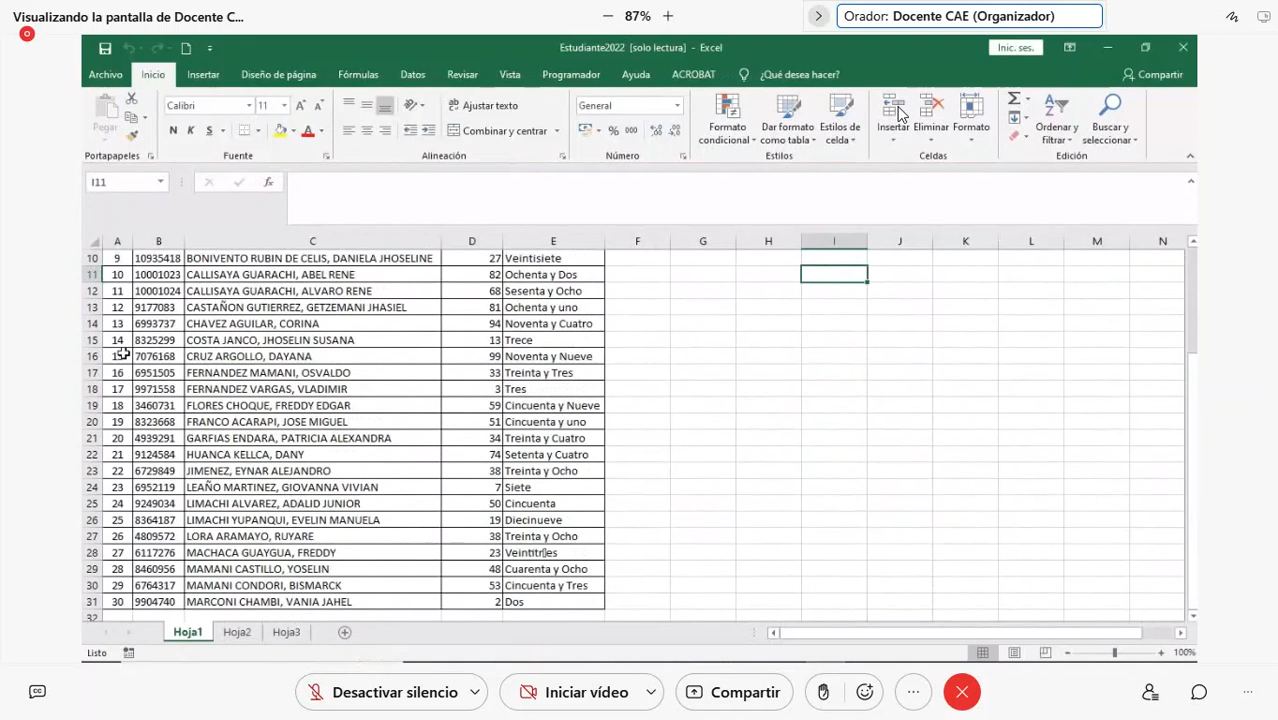 Visualizando la pantalla de Docente C...
87%
Orador: Docente CAE (Organizador)
Estudiante2022 [solo lectura] - Excel
Inic. ses.
Archivo Inicio Insertar Diseño de página Fórmulas Datos Revisar Vista Programador Ayuda ACROBAT ¿Qué desea hacer? Compartir
Pegar
Calibri 11
N K S
Ajustar texto
Combinar y centrar
General
% 000
Formato condicional
Dar formato como tabla
Estilos de celda
Insertar
Eliminar
Formato
Ordenar y filtrar
Buscar y seleccionar
Portapapeles Fuente Alineación Número Estilos Celdas Edición
I11 fx
A B C D E F G H I J K L M N
10 9 10935418 BONIVENTO RUBIN DE CELIS, DANIELA JHOSELINE 27 Veintisiete
11 10 10001023 CALLISAYA GUARACHI, ABEL RENE 82 Ochenta y Dos
12 11 10001024 CALLISAYA GUARACHI, ALVARO RENE 68 Sesenta y Ocho
13 12 9177083 CASTAÑON GUTIERREZ, GETZEMANI JHASIEL 81 Ochenta y uno
14 13 6993737 CHAVEZ AGUILAR, CORINA 94 Noventa y Cuatro
15 14 8325299 COSTA JANCO, JHOSELIN SUSANA 13 Trece
16 15 7076168 CRUZ ARGOLLO, DAYANA 99 Noventa y Nueve
17 16 6951505 FERNANDEZ MAMANI, OSVALDO 33 Treinta y Tres
18 17 9971558 FERNANDEZ VARGAS, VLADIMIR 3 Tres
19 18 3460731 FLORES CHOQUE, FREDDY EDGAR 59 Cincuenta y Nueve
20 19 8323668 FRANCO ACARAPI, JOSE MIGUEL 51 Cincuenta y uno
21 20 4939291 GARFIAS ENDARA, PATRICIA ALEXANDRA 34 Treinta y Cuatro
22 21 9124584 HUANCA KELLCA, DANY 74 Setenta y Cuatro
23 22 6729849 JIMENEZ, EYNAR ALEJANDRO 38 Treinta y Ocho
24 23 6952119 LEAÑO MARTINEZ, GIOVANNA VIVIAN 7 Siete
25 24 9249034 LIMACHI ALVAREZ, ADALID JUNIOR 50 Cincuenta
26 25 8364187 LIMACHI YUPANQUI, EVELIN MANUELA 19 Diecinueve
27 26 4809572 LORA ARAMAYO, RUYARE 38 Treinta y Ocho
28 27 6117276 MACHACA GUAYGUA, FREDDY 23 Veintitres
29 28 8460956 MAMANI CASTILLO, YOSELIN 48 Cuarenta y Ocho
30 29 6764317 MAMANI CONDORI, BISMARCK 53 Cincuenta y Tres
31 30 9904740 MARCONI CHAMBI, VANIA JAHEL 2 Dos
32
Hoja1 Hoja2 Hoja3
Listo 100%
Desactivar silencio Iniciar vídeo Compartir